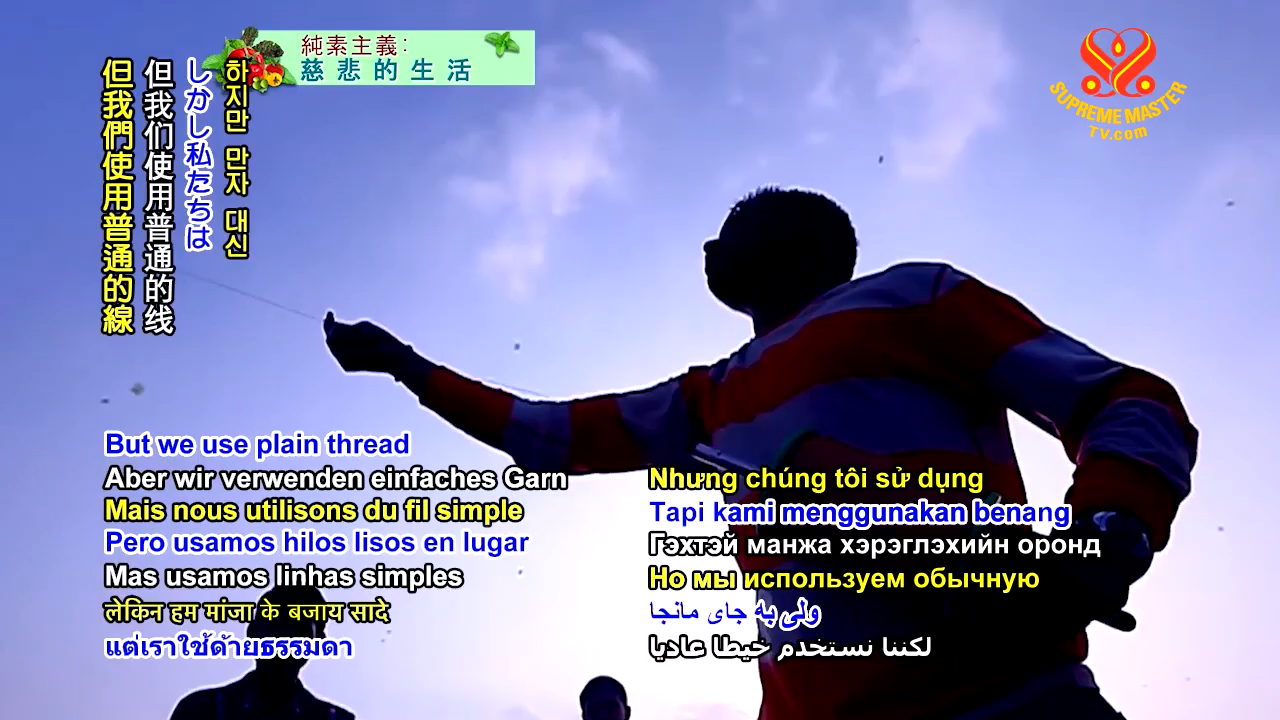 純素主義：
慈悲的生活
SUPREME MASTER
TV.com
但我們使用普通的線
但我们使用普通的线
しかし私たちは
하지만 만자 대신
But we use plain thread
Aber wir verwenden einfaches Garn
Mais nous utilisons du fil simple
Pero usamos hilos lisos en lugar
Mas usamos linhas simples
लेकिन हम मांजा के बजाय सादे
แต่เราใช้ด้ายธรรมดา
Nhưng chúng tôi sử dụng
Tapi kami menggunakan benang
Гэхтэй манжа хэрэглэхийн оронд
Но мы используем обычную
ولی به جای مانجا
لكننا نستخدم خيطا عاديا